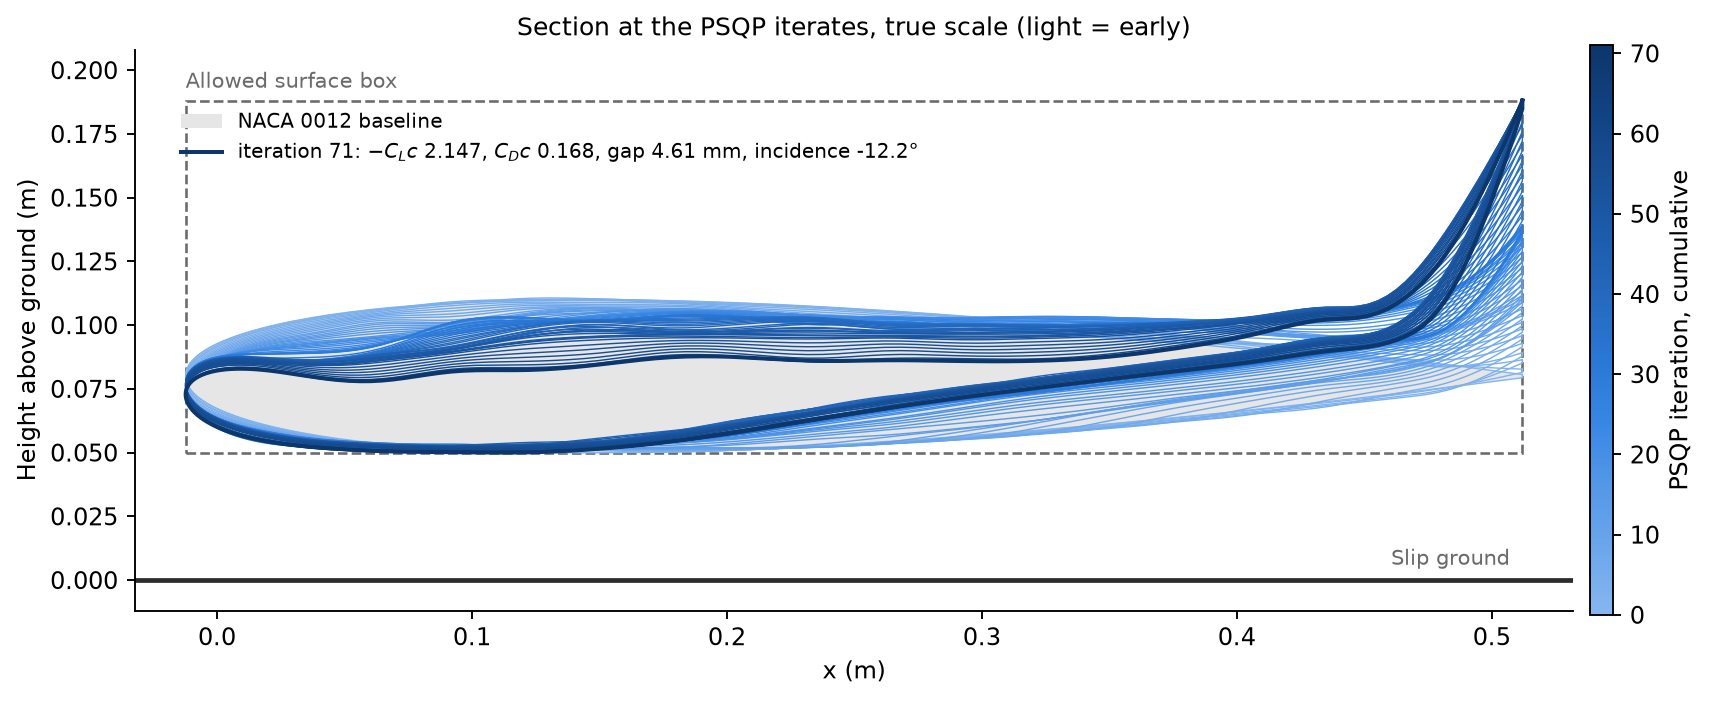 Section at the PSQP iterates, true scale (light = early)
Allowed surface box
NACA 0012 baseline
iteration 71: −C_Lc 2.147, C_Dc 0.168, gap 4.61 mm, incidence -12.2°
Slip ground
Height above ground (m)
0.200
0.175
0.150
0.125
0.100
0.075
0.050
0.025
0.000
0.0
0.1
0.2
0.3
0.4
0.5
x (m)
70
60
50
40
30
20
10
0
PSQP iteration, cumulative